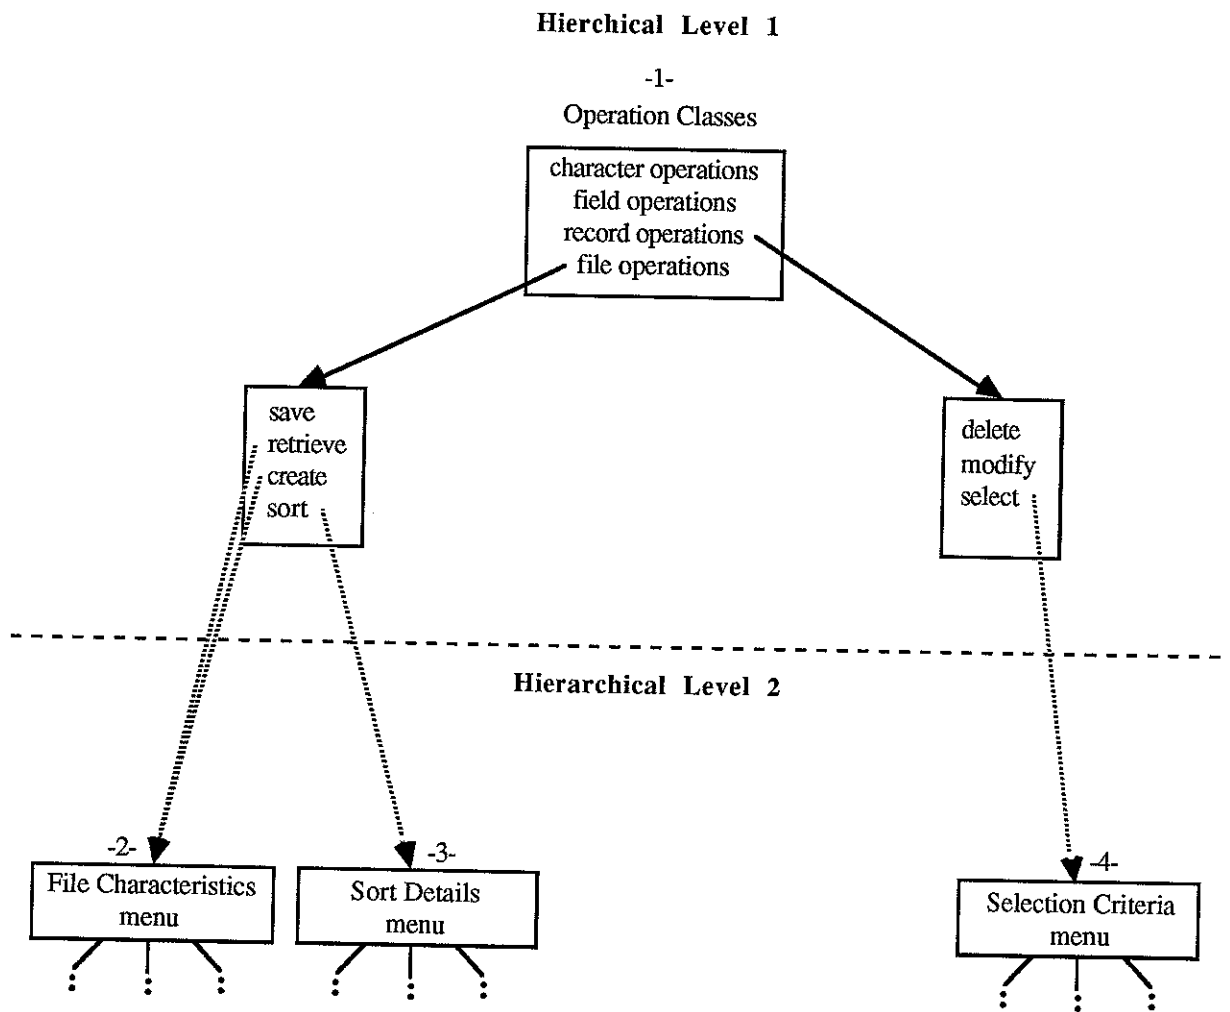 Hierchical Level 1
-1-
Operation Classes
character operations
field operations
record operations
file operations
save
retrieve
create
sort
delete
modify
select
Hierarchical Level 2
-2-
File Characteristics
menu
-3-
Sort Details
menu
-4-
Selection Criteria
menu